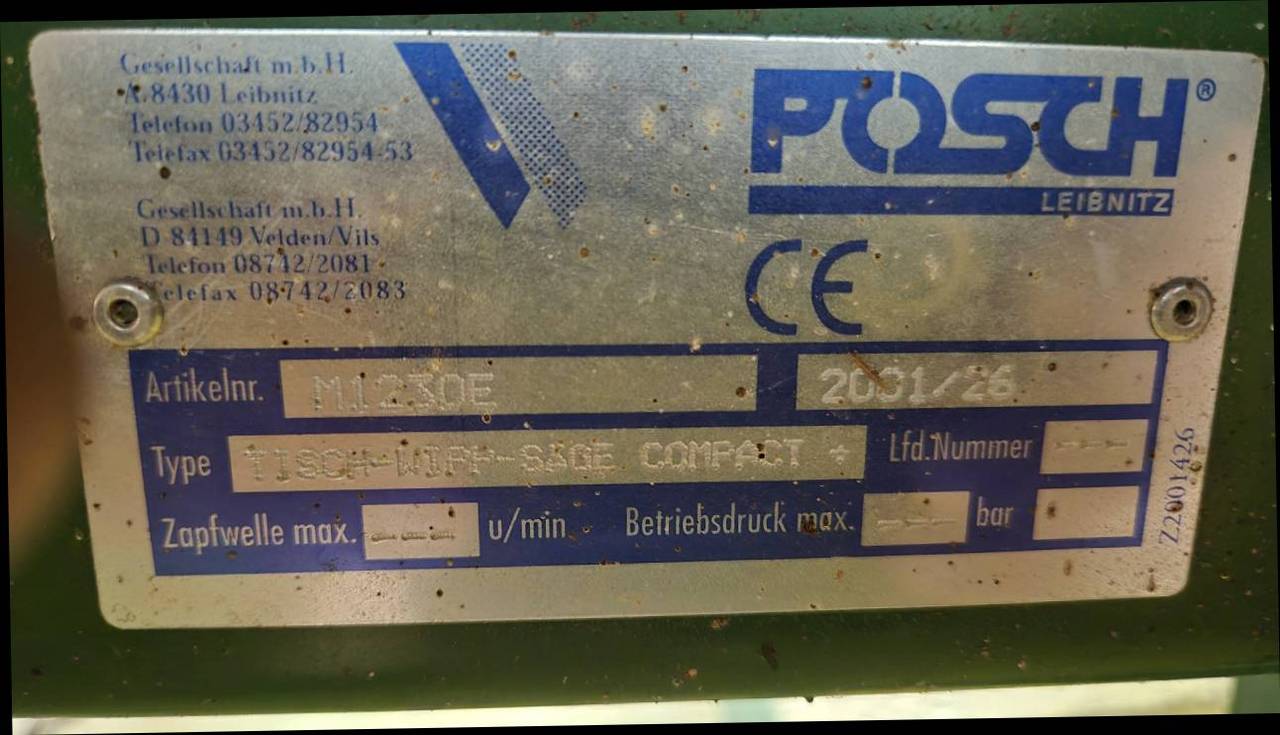 Gesellschaft m.b.H.
A-8430 Leibnitz
Telefon 03452/82954
Telefax 03452/82954-53
Gesellschaft m.b.H.
D 84149 Velden/Vils
Telefon 08742/2081
Telefax 08742/2083
POSCH®
LEIBNITZ
CE
Artikelnr. M1230E 2001/26
Type TISCH-WIPP-SÄGE COMPACT + Lfd.Nummer ---
Zapfwelle max. --- u/min Betriebsdruck max. --- bar
Z2001426